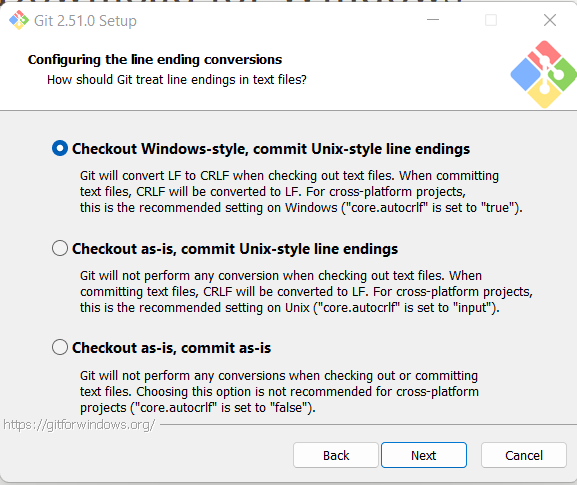 Git 2.51.0 Setup
Configuring the line ending conversions
How should Git treat line endings in text files?
Checkout Windows-style, commit Unix-style line endings
Git will convert LF to CRLF when checking out text files. When committing
text files, CRLF will be converted to LF. For cross-platform projects,
this is the recommended setting on Windows ("core.autocrlf" is set to "true").
Checkout as-is, commit Unix-style line endings
Git will not perform any conversion when checking out text files. When
committing text files, CRLF will be converted to LF. For cross-platform projects,
this is the recommended setting on Unix ("core.autocrlf" is set to "input").
Checkout as-is, commit as-is
Git will not perform any conversions when checking out or committing
text files. Choosing this option is not recommended for cross-platform
projects ("core.autocrlf" is set to "false").
https://gitforwindows.org/
Back Next Cancel